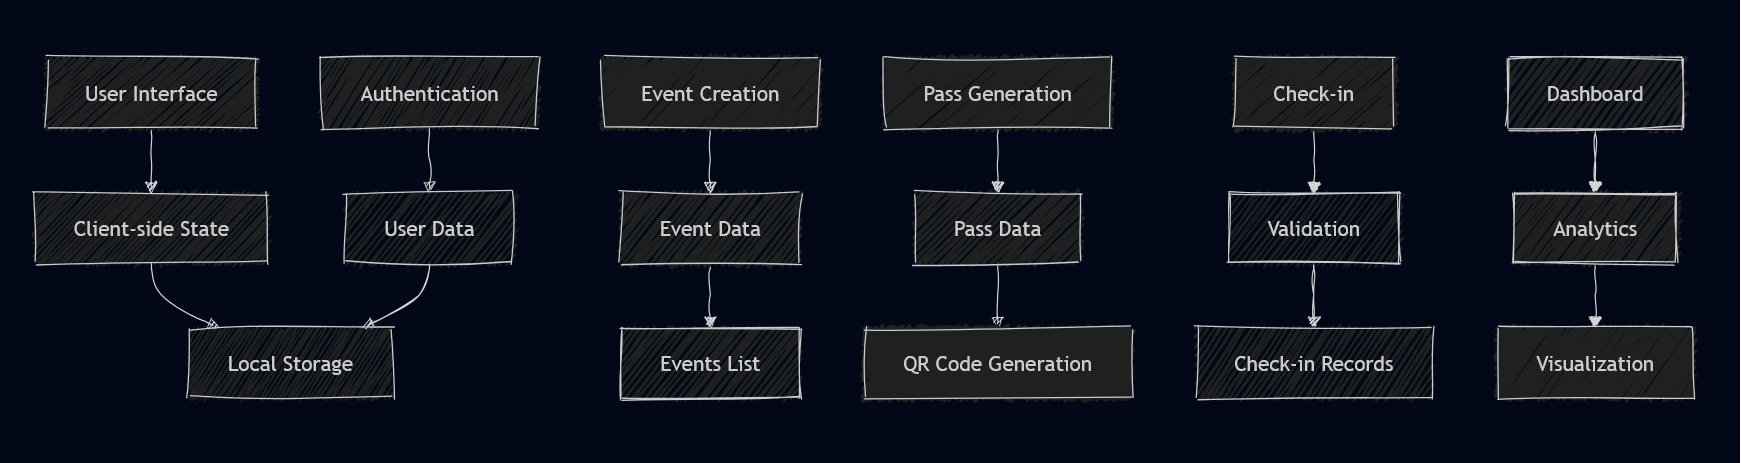 User Interface
Authentication
Event Creation
Pass Generation
Check-in
Dashboard
Client-side State
User Data
Event Data
Pass Data
Validation
Analytics
Local Storage
Events List
QR Code Generation
Check-in Records
Visualization